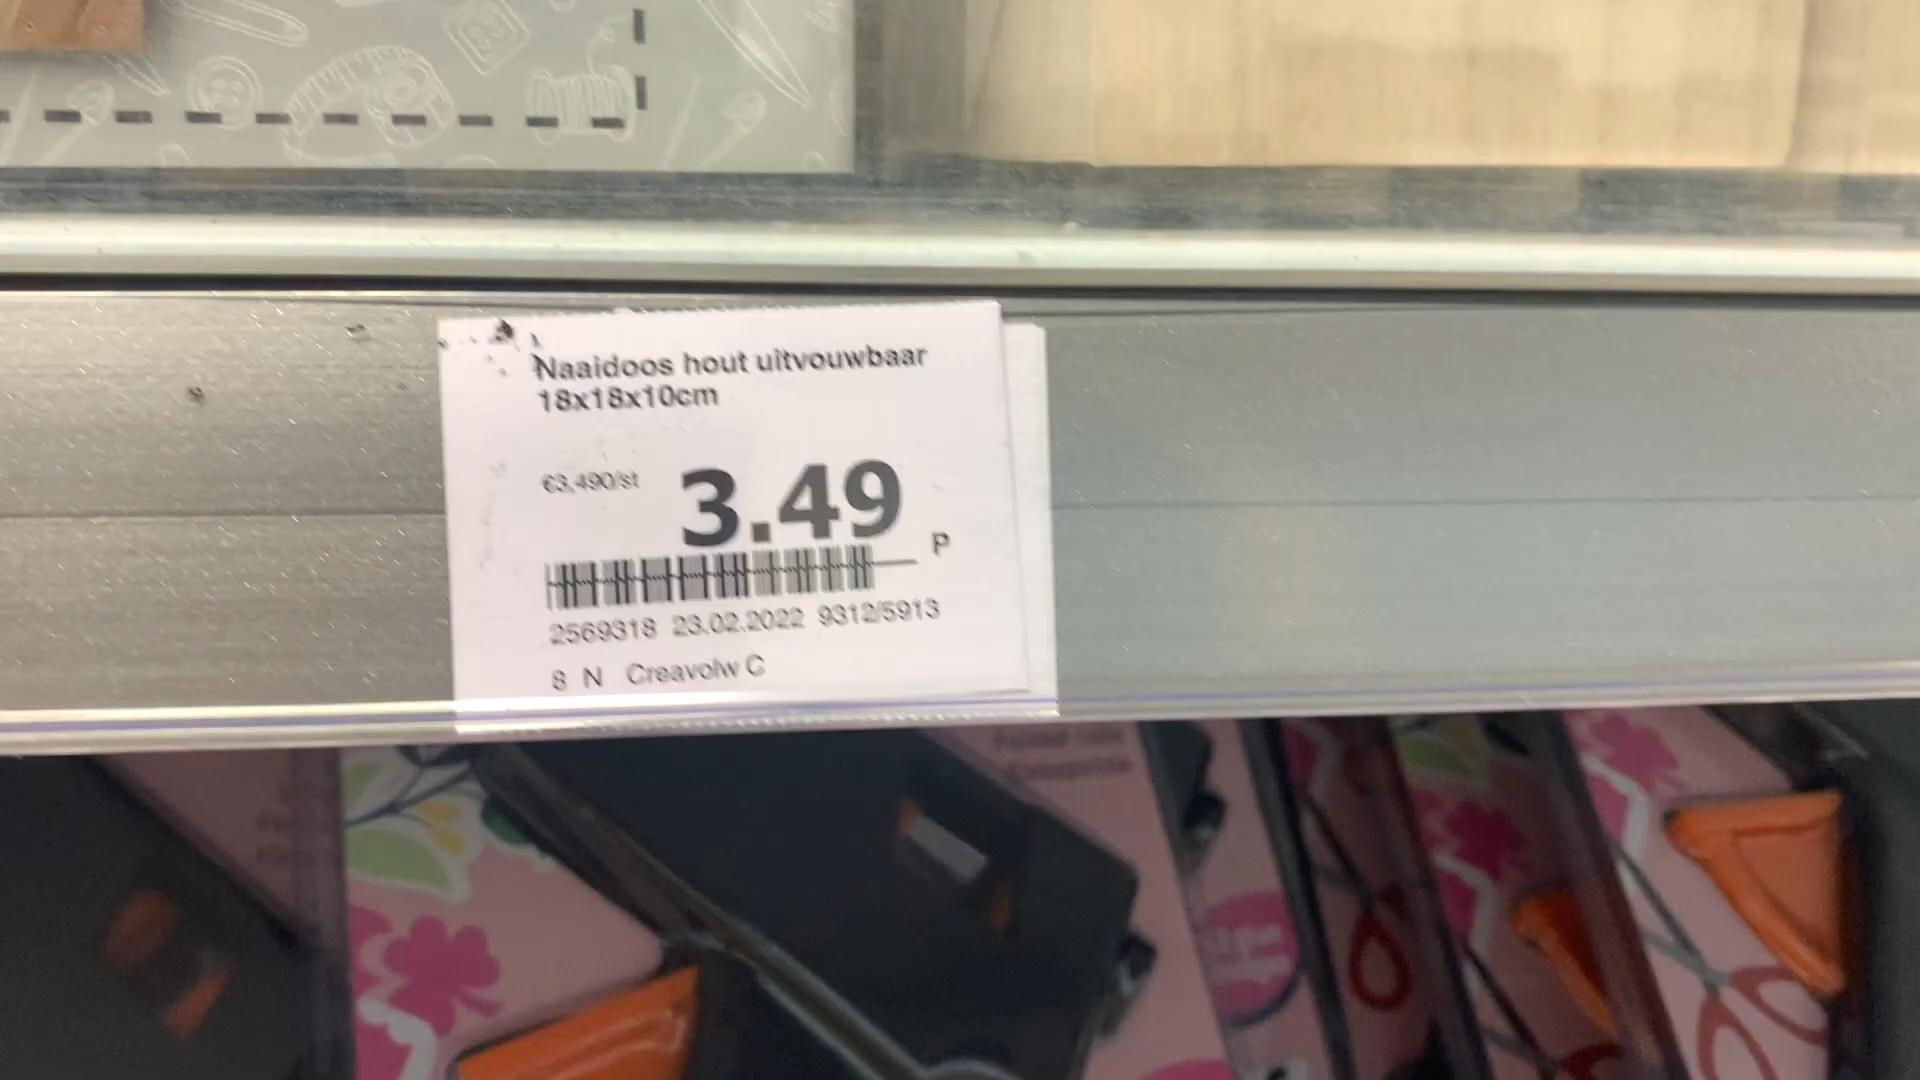 Naaidoos hout uitvouwbaar
18x18x10cm
€3,490/st
3.49
P
2569318 23.02.2022 9312/5913
8 N Creavolw C